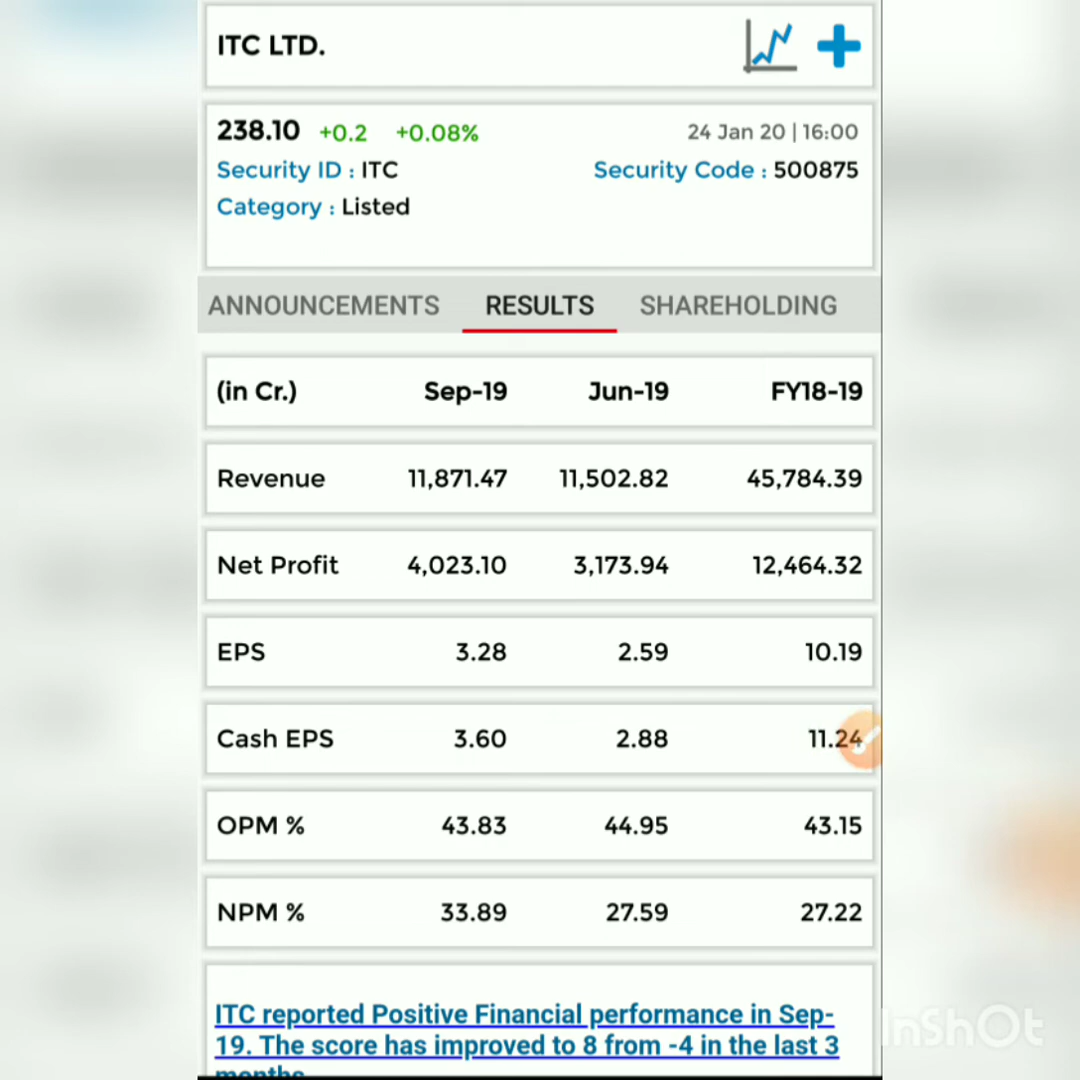 ITC LTD.
238.10 +0.2 +0.08% 24 Jan 20 | 16:00
Security ID : ITC Security Code : 500875
Category : Listed
ANNOUNCEMENTS RESULTS SHAREHOLDING
(in Cr.) Sep-19 Jun-19 FY18-19
Revenue 11,871.47 11,502.82 45,784.39
Net Profit 4,023.10 3,173.94 12,464.32
EPS 3.28 2.59 10.19
Cash EPS 3.60 2.88 11.24
OPM % 43.83 44.95 43.15
NPM % 33.89 27.59 27.22
ITC reported Positive Financial performance in Sep-
19. The score has improved to 8 from -4 in the last 3
months
InShOt